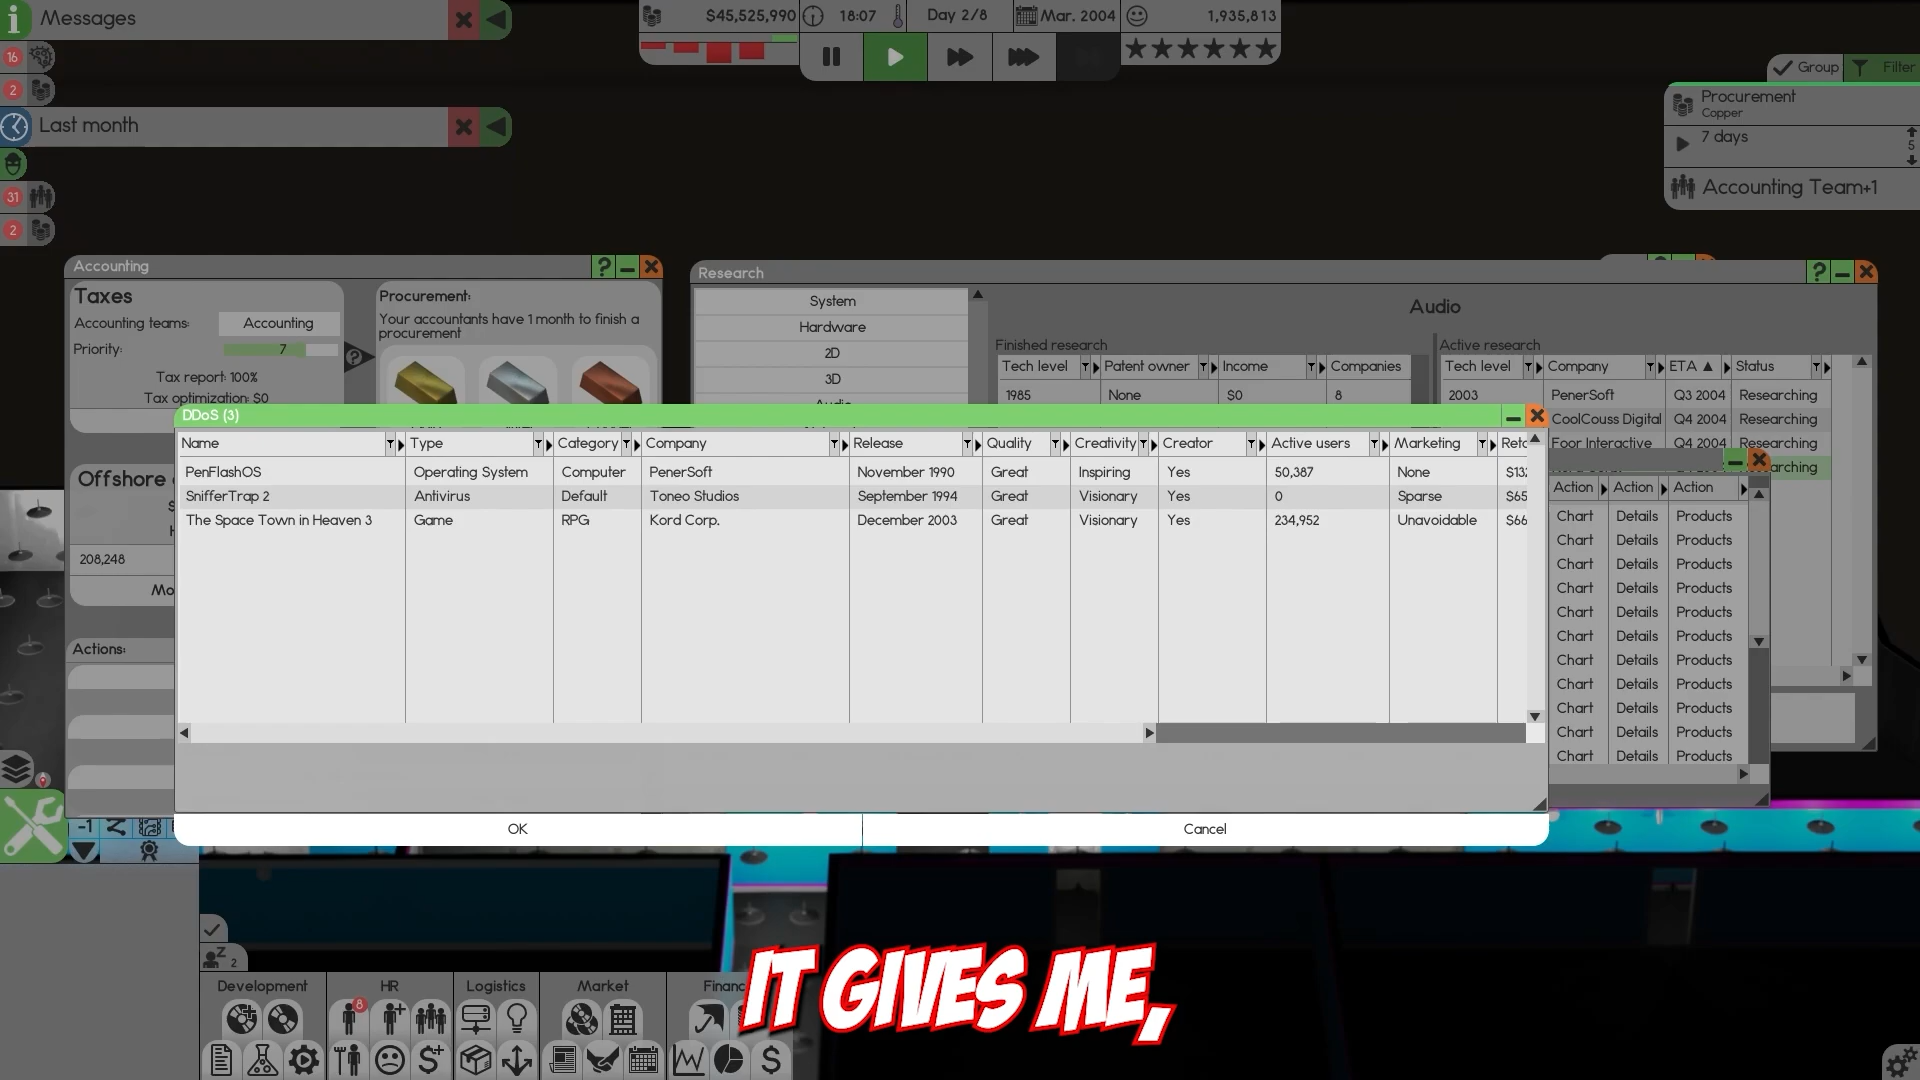 Messages
$45,525,990
18:07
Day 2/8
Mar. 2004
1,935,813
16
2
Last month
31
2
Group
Filter
Procurement
Copper
7 days
5
Accounting Team+1
Accounting
Taxes
Accounting teams:
Accounting
Priority:
7
Tax report: 100%
Tax optimization: $0
Procurement:
Your accountants have 1 month to finish a
procurement
Offshore
208,248
Mo
Actions:
Research
System
Hardware
2D
3D
Audio
Finished research
Tech level Patent owner Income Companies
1985 None $0 8
Active research
Tech level Company ETA Status
2003 PenerSoft Q3 2004 Researching
CoolCouss Digital Q4 2004 Researching
Foor Interactive Q4 2004 Researching
arching
DDoS (3)
Name Type Category Company Release Quality Creativity Creator Active users Marketing Reta
PenFlashOS Operating System Computer PenerSoft November 1990 Great Inspiring Yes 50,387 None $132
SnifferTrap 2 Antivirus Default Toneo Studios September 1994 Great Visionary Yes 0 Sparse $65
The Space Town in Heaven 3 Game RPG Kord Corp. December 2003 Great Visionary Yes 234,952 Unavoidable $66
OK
Cancel
Action Action Action
Chart Details Products
Chart Details Products
Chart Details Products
Chart Details Products
Chart Details Products
Chart Details Products
Chart Details Products
Chart Details Products
Chart Details Products
Chart Details Products
Chart Details Products
-1
z 2
Development
HR
Logistics
Market
Financ
8
IT GIVES ME,